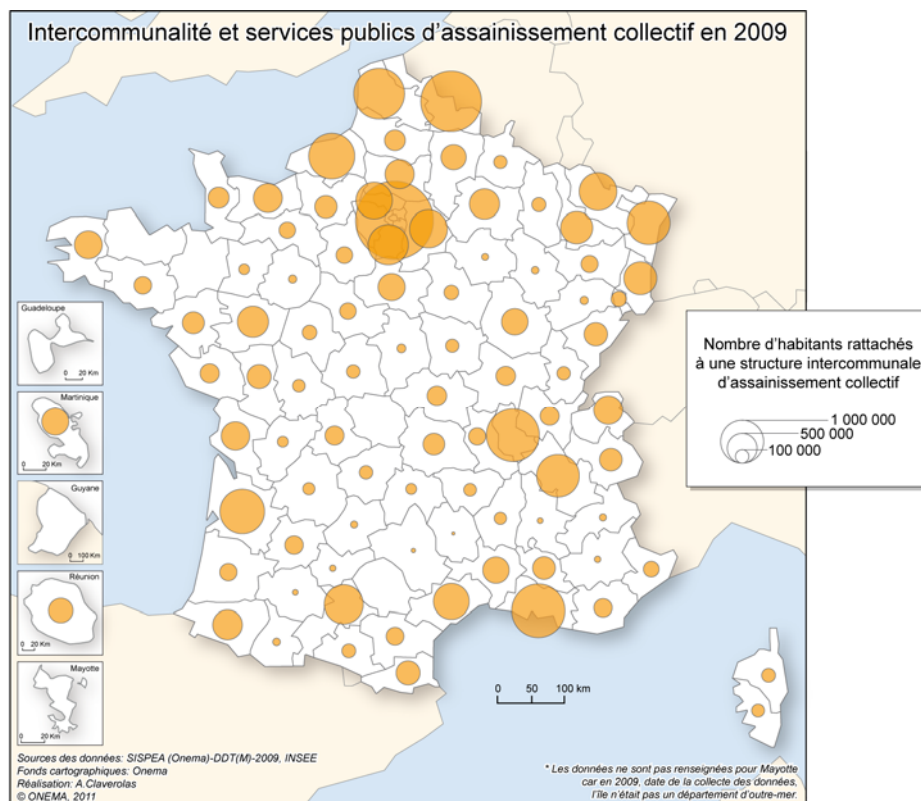 Intercommunalité et services publics d'assainissement collectif en 2009
Guadeloupe
0 20 Km
Martinique
0 20 Km
Guyane
0 100 Km
Réunion
0 20 Km
Mayotte
0 20 Km
Nombre d'habitants rattachés
à une structure intercommunale
d'assainissement collectif
1 000 000
500 000
100 000
0 50 100 km
Sources des données: SISPEA (Onema)-DDT(M)-2009, INSEE
Fonds cartographiques: Onema
Réalisation: A.Claverolas
© ONEMA, 2011
* Les données ne sont pas renseignées pour Mayotte
car en 2009, date de la collecte des données,
l'île n'était pas un département d'outre-mer.